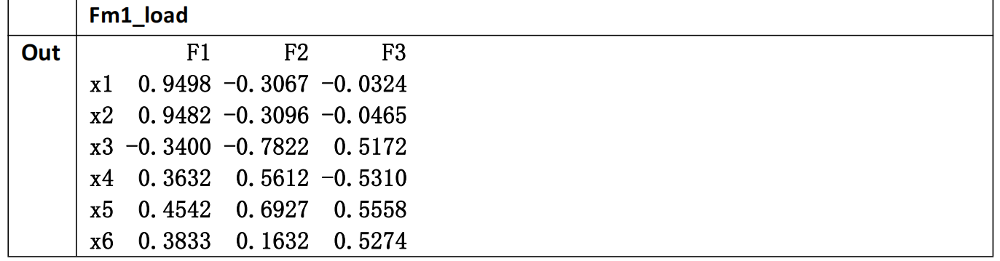 Fm1_load
Out F1 F2 F3
x1 0.9498 -0.3067 -0.0324
x2 0.9482 -0.3096 -0.0465
x3 -0.3400 -0.7822 0.5172
x4 0.3632 0.5612 -0.5310
x5 0.4542 0.6927 0.5558
x6 0.3833 0.1632 0.5274